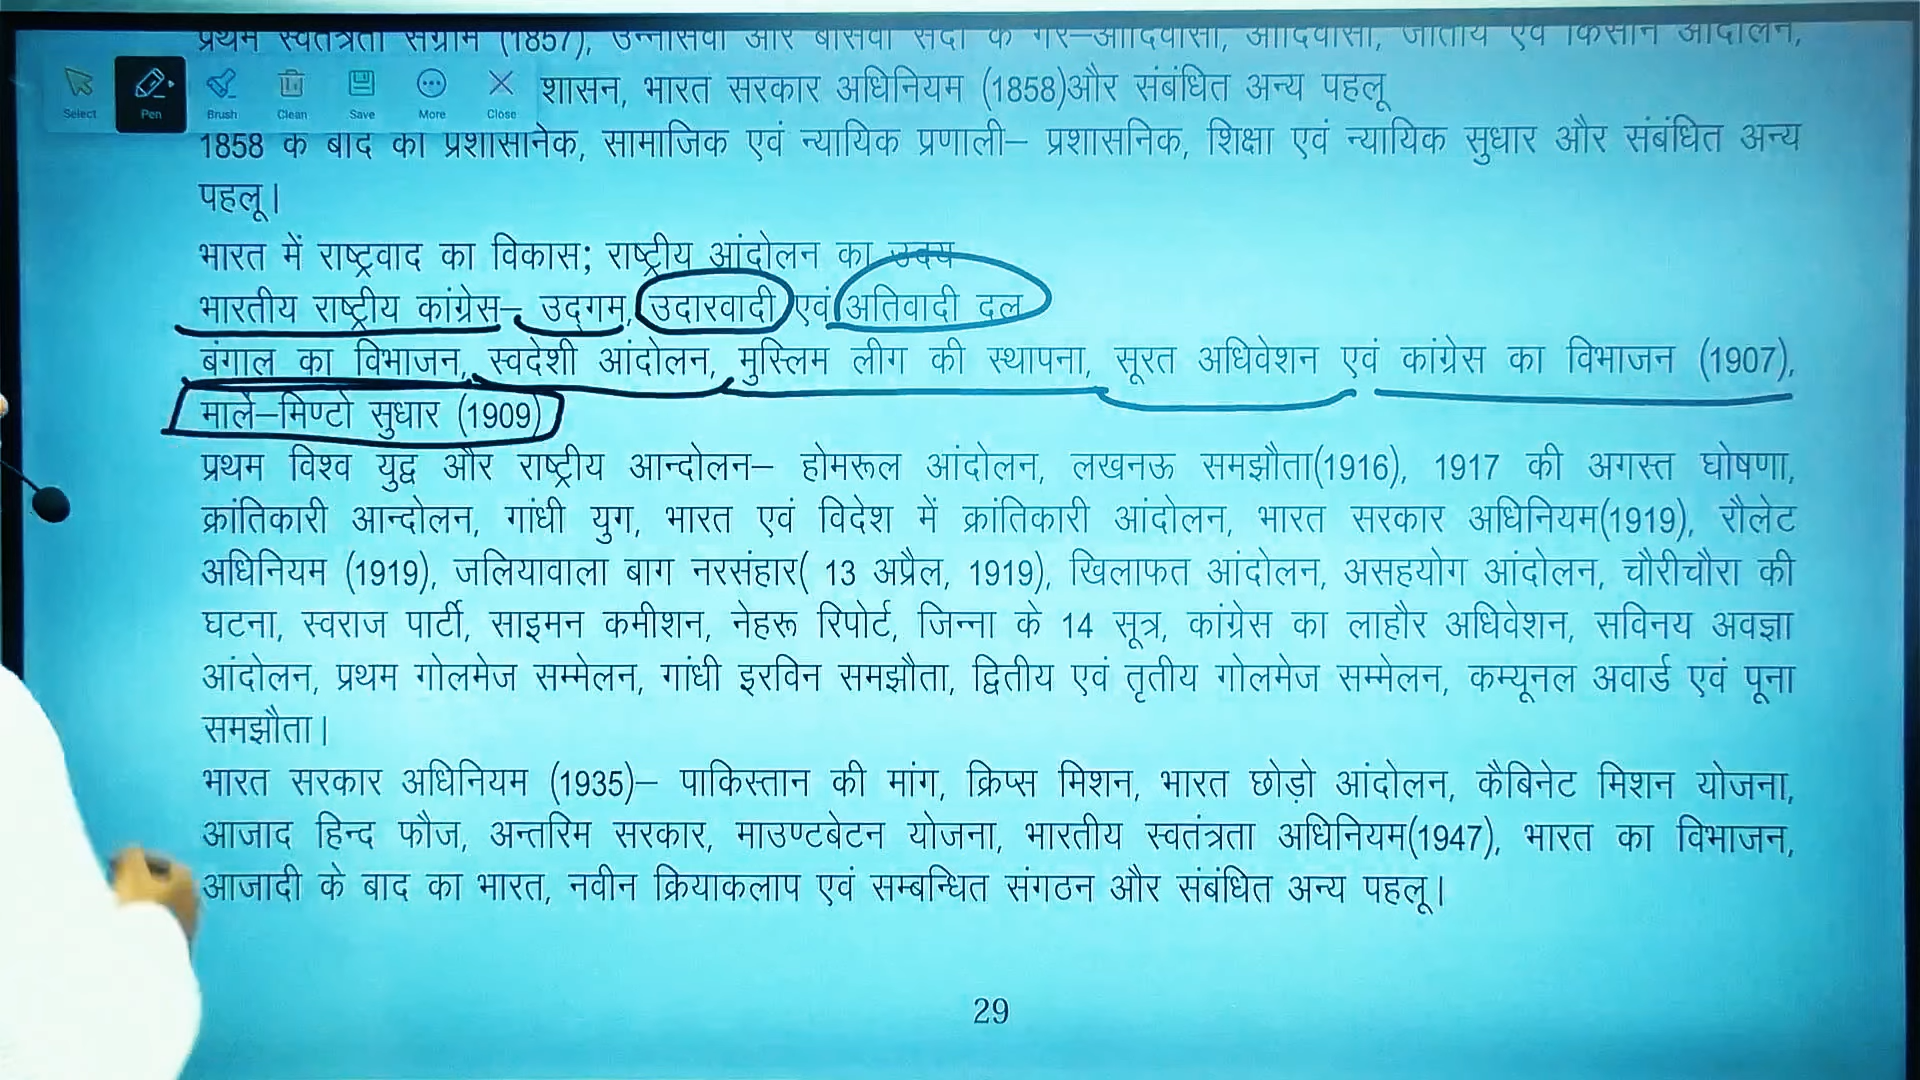 प्रथम स्वतंत्रता संग्राम (1857), उन्नीसवीं और बीसवीं सदी के गैर–आदिवासी, आदिवासी, जातीय एवं किसान आंदोलन,
शासन, भारत सरकार अधिनियम (1858)और संबंधित अन्य पहलू
Select Pen Brush Clean Save More Close
1858 के बाद का प्रशासनिक, सामाजिक एवं न्यायिक प्रणाली– प्रशासनिक, शिक्षा एवं न्यायिक सुधार और संबंधित अन्य
पहलू।
भारत में राष्ट्रवाद का विकास; राष्ट्रीय आंदोलन का उदय
भारतीय राष्ट्रीय कांग्रेस– उद्गम, उदारवादी एवं अतिवादी दल
बंगाल का विभाजन, स्वदेशी आंदोलन, मुस्लिम लीग की स्थापना, सूरत अधिवेशन एवं कांग्रेस का विभाजन (1907),
मार्ले–मिण्टो सुधार (1909)
प्रथम विश्व युद्व और राष्ट्रीय आन्दोलन– होमरूल आंदोलन, लखनऊ समझौता(1916), 1917 की अगस्त घोषणा,
क्रांतिकारी आन्दोलन, गांधी युग, भारत एवं विदेश में क्रांतिकारी आंदोलन, भारत सरकार अधिनियम(1919), रौलेट
अधिनियम (1919), जलियावाला बाग नरसंहार( 13 अप्रैल, 1919), खिलाफत आंदोलन, असहयोग आंदोलन, चौरीचौरा की
घटना, स्वराज पार्टी, साइमन कमीशन, नेहरू रिपोर्ट, जिन्ना के 14 सूत्र, कांग्रेस का लाहौर अधिवेशन, सविनय अवज्ञा
आंदोलन, प्रथम गोलमेज सम्मेलन, गांधी इरविन समझौता, द्वितीय एवं तृतीय गोलमेज सम्मेलन, कम्यूनल अवार्ड एवं पूना
समझौता।
भारत सरकार अधिनियम (1935)– पाकिस्तान की मांग, क्रिप्स मिशन, भारत छोड़ो आंदोलन, कैबिनेट मिशन योजना,
आजाद हिन्द फौज, अन्तरिम सरकार, माउण्टबेटन योजना, भारतीय स्वतंत्रता अधिनियम(1947), भारत का विभाजन,
आजादी के बाद का भारत, नवीन क्रियाकलाप एवं सम्बन्धित संगठन और संबंधित अन्य पहलू।
29